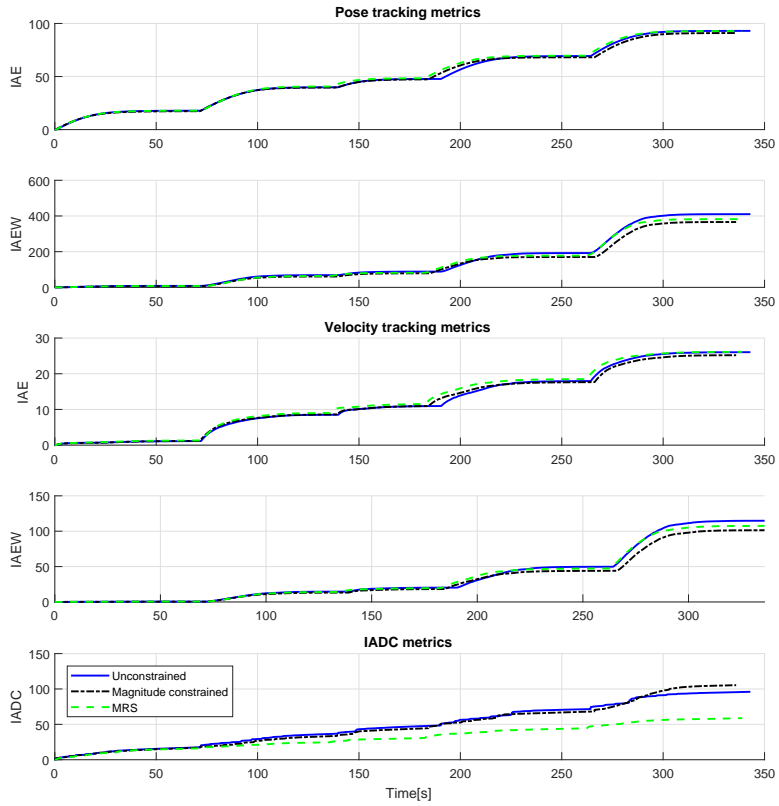 Pose tracking metrics
100
50
0
IAE
0 50 100 150 200 250 300 350
600
400
200
0
IAEW
0 50 100 150 200 250 300 350
Velocity tracking metrics
30
20
10
0
IAE
0 50 100 150 200 250 300 350
150
100
50
0
IAEW
0 50 100 150 200 250 300
IADC metrics
150
100
50
0
IADC
Unconstrained
Magnitude constrained
MRS
0 50 100 150 200 250 300 350
Time[s]